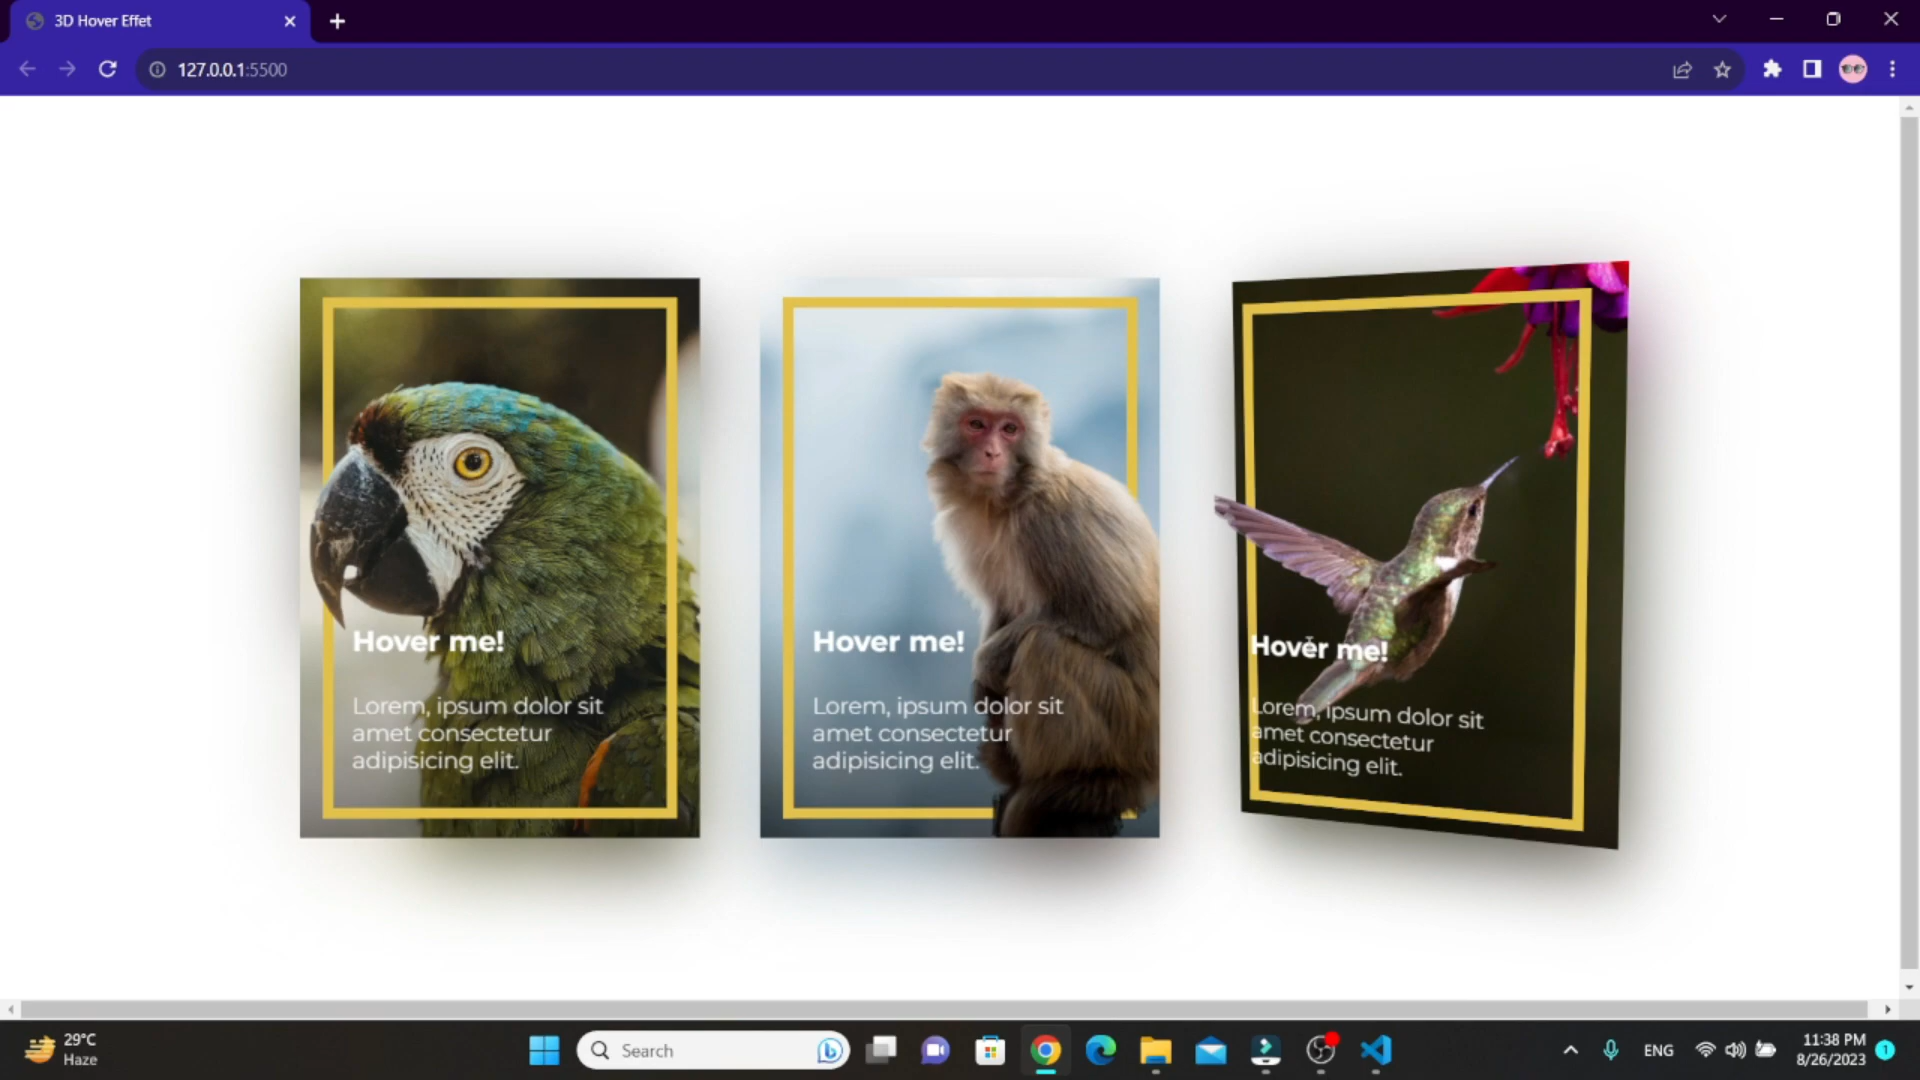 3D Hover Effet
127.0.0.1:5500
Hover me!
Lorem, ipsum dolor sit
amet consectetur
adipisicing elit.
Hover me!
Lorem, ipsum dolor sit
amet consectetur
adipisicing elit.
Hover me!
Lorem, ipsum dolor sit
amet consectetur
adipisicing elit.
29°C
Haze
Search
ENG
11:38 PM
8/26/2023
1